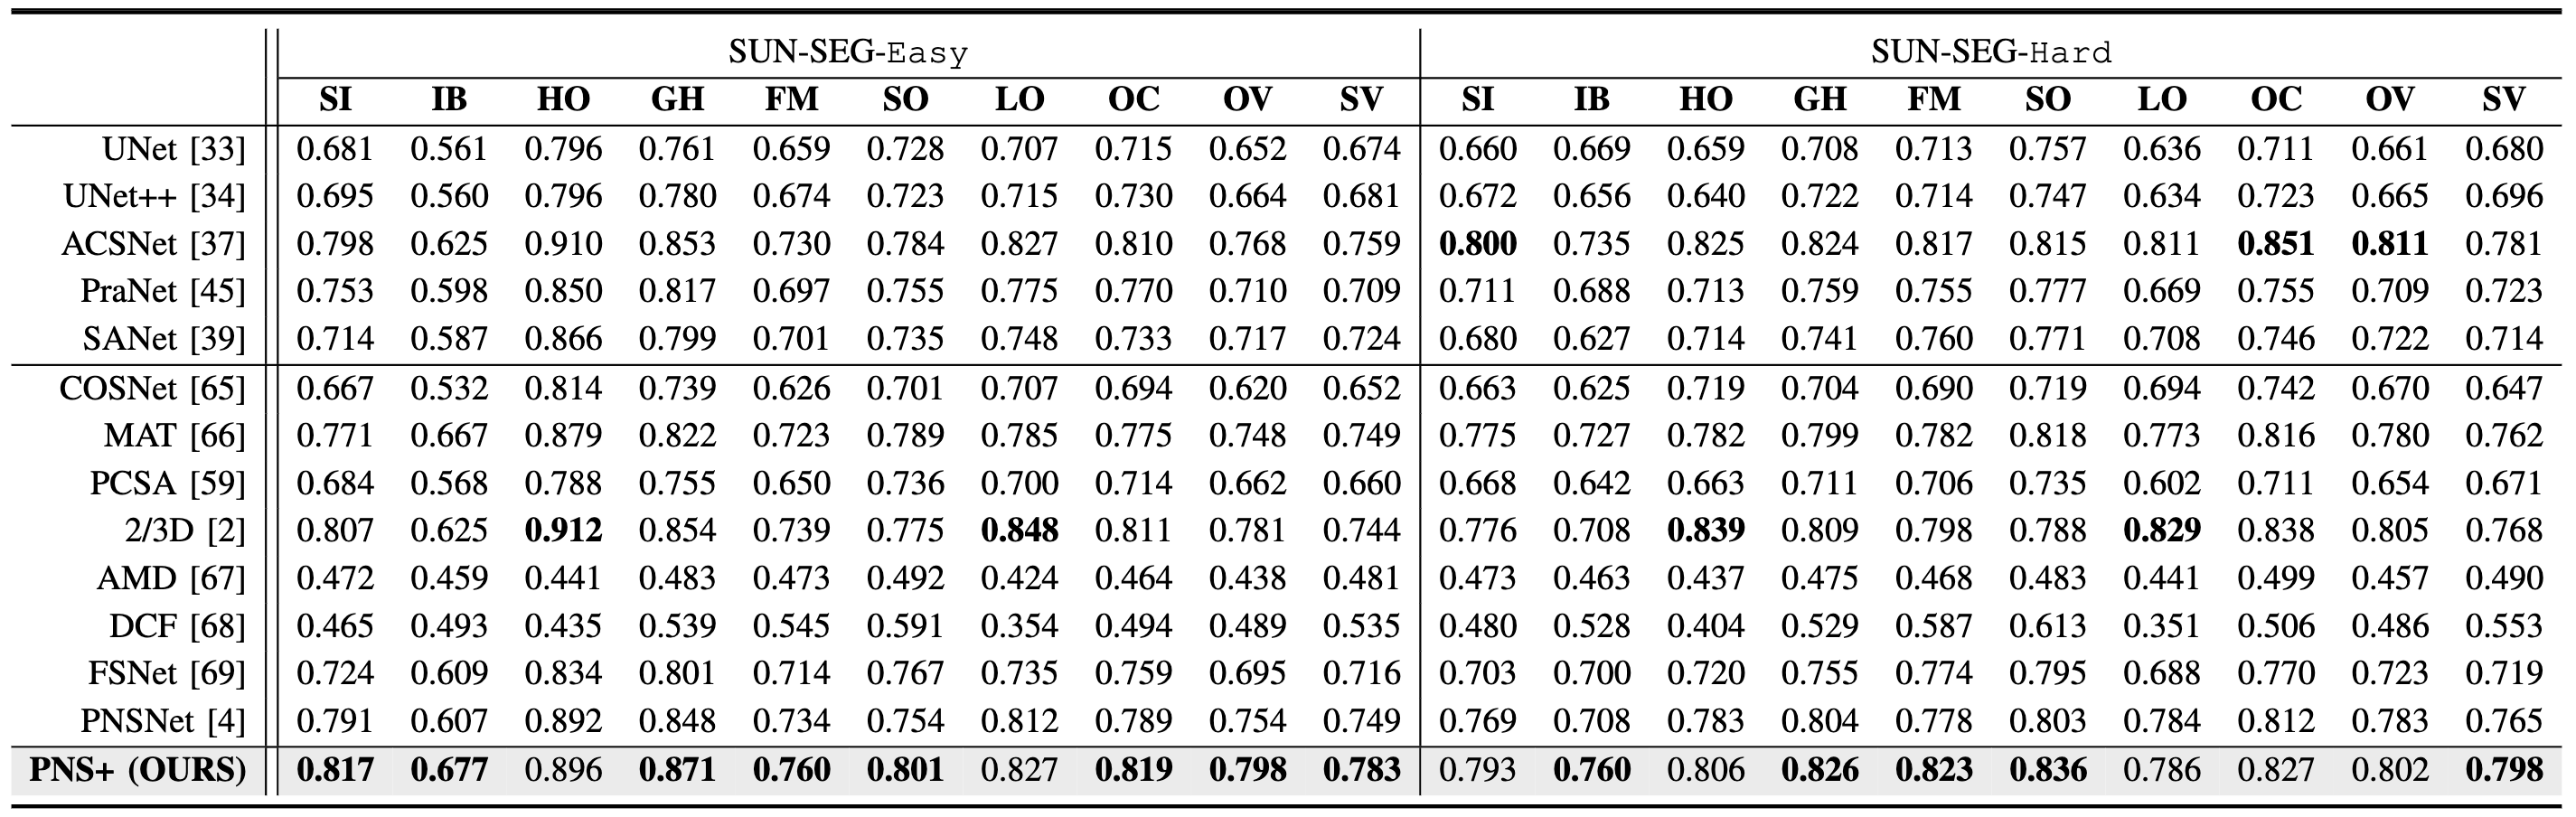 SUN-SEG-Easy SUN-SEG-Hard
SI IB HO GH FM SO LO OC OV SV SI IB HO GH FM SO LO OC OV SV
UNet [33] 0.681 0.561 0.796 0.761 0.659 0.728 0.707 0.715 0.652 0.674 0.660 0.669 0.659 0.708 0.713 0.757 0.636 0.711 0.661 0.680
UNet++ [34] 0.695 0.560 0.796 0.780 0.674 0.723 0.715 0.730 0.664 0.681 0.672 0.656 0.640 0.722 0.714 0.747 0.634 0.723 0.665 0.696
ACSNet [37] 0.798 0.625 0.910 0.853 0.730 0.784 0.827 0.810 0.768 0.759 0.800 0.735 0.825 0.824 0.817 0.815 0.811 0.851 0.811 0.781
PraNet [45] 0.753 0.598 0.850 0.817 0.697 0.755 0.775 0.770 0.710 0.709 0.711 0.688 0.713 0.759 0.755 0.777 0.669 0.755 0.709 0.723
SANet [39] 0.714 0.587 0.866 0.799 0.701 0.735 0.748 0.733 0.717 0.724 0.680 0.627 0.714 0.741 0.760 0.771 0.708 0.746 0.722 0.714
COSNet [65] 0.667 0.532 0.814 0.739 0.626 0.701 0.707 0.694 0.620 0.652 0.663 0.625 0.719 0.704 0.690 0.719 0.694 0.742 0.670 0.647
MAT [66] 0.771 0.667 0.879 0.822 0.723 0.789 0.785 0.775 0.748 0.749 0.775 0.727 0.782 0.799 0.782 0.818 0.773 0.816 0.780 0.762
PCSA [59] 0.684 0.568 0.788 0.755 0.650 0.736 0.700 0.714 0.662 0.660 0.668 0.642 0.663 0.711 0.706 0.735 0.602 0.711 0.654 0.671
2/3D [2] 0.807 0.625 0.912 0.854 0.739 0.775 0.848 0.811 0.781 0.744 0.776 0.708 0.839 0.809 0.798 0.788 0.829 0.838 0.805 0.768
AMD [67] 0.472 0.459 0.441 0.483 0.473 0.492 0.424 0.464 0.438 0.481 0.473 0.463 0.437 0.475 0.468 0.483 0.441 0.499 0.457 0.490
DCF [68] 0.465 0.493 0.435 0.539 0.545 0.591 0.354 0.494 0.489 0.535 0.480 0.528 0.404 0.529 0.587 0.613 0.351 0.506 0.486 0.553
FSNet [69] 0.724 0.609 0.834 0.801 0.714 0.767 0.735 0.759 0.695 0.716 0.703 0.700 0.720 0.755 0.774 0.795 0.688 0.770 0.723 0.719
PNSNet [4] 0.791 0.607 0.892 0.848 0.734 0.754 0.812 0.789 0.754 0.749 0.769 0.708 0.783 0.804 0.778 0.803 0.784 0.812 0.783 0.765
PNS+ (OURS) 0.817 0.677 0.896 0.871 0.760 0.801 0.827 0.819 0.798 0.783 0.793 0.760 0.806 0.826 0.823 0.836 0.786 0.827 0.802 0.798